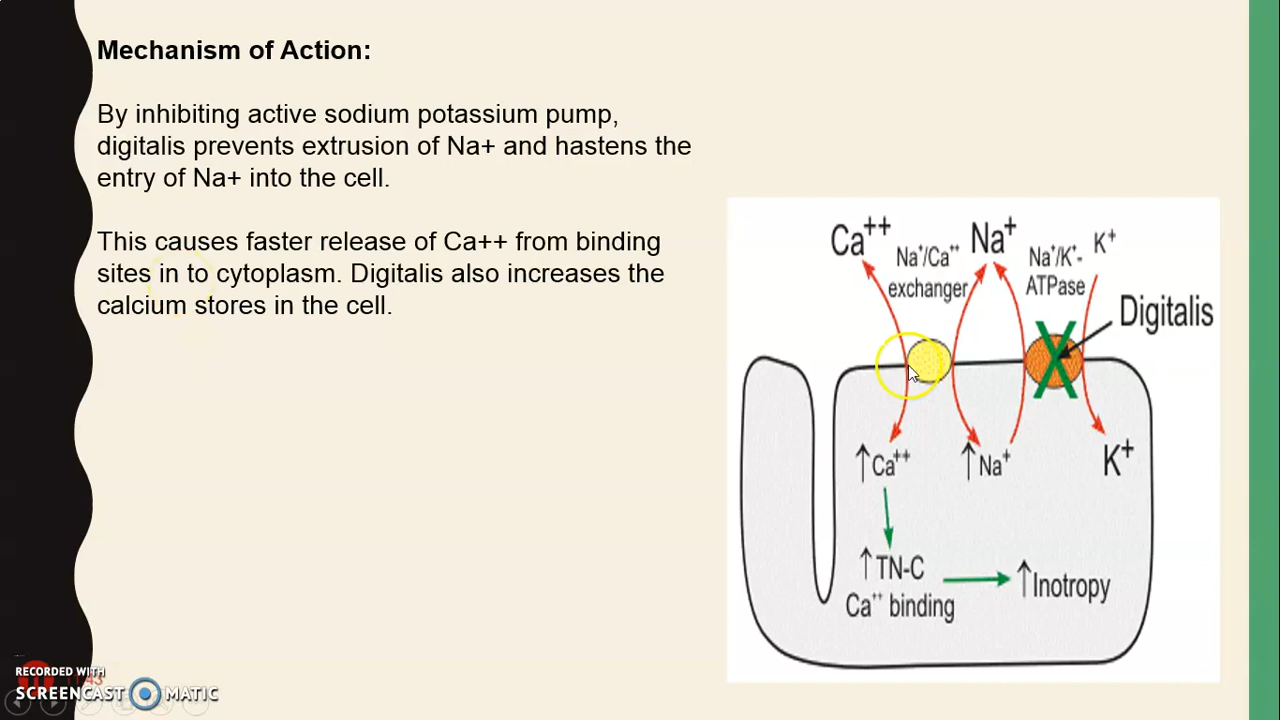 Mechanism of Action:
By inhibiting active sodium potassium pump,
digitalis prevents extrusion of Na+ and hastens the
entry of Na+ into the cell.
This causes faster release of Ca++ from binding
sites in to cytoplasm. Digitalis also increases the
calcium stores in the cell.
Ca⁺⁺
Na⁺/Ca⁺⁺
exchanger
Na⁺
Na⁺/K⁺-
ATPase
K⁺
Digitalis
↑Ca⁺⁺
↑Na⁺
K⁺
↑TN-C
Ca⁺⁺ binding
↑Inotropy
RECORDED WITH
SCREENCAST MATIC